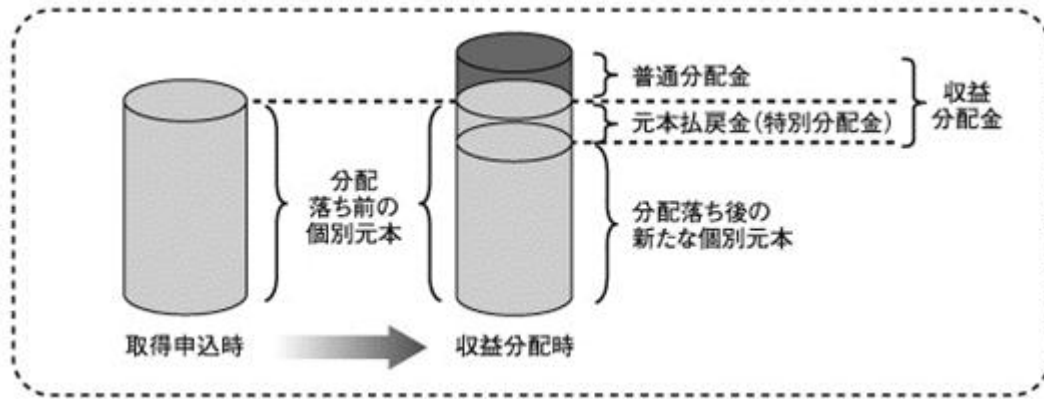 普通分配金
収益
分配金
元本払戻金(特別分配金)
分配
落ち前の
個別元本
分配落ち後の
新たな個別元本
取得申込時
収益分配時